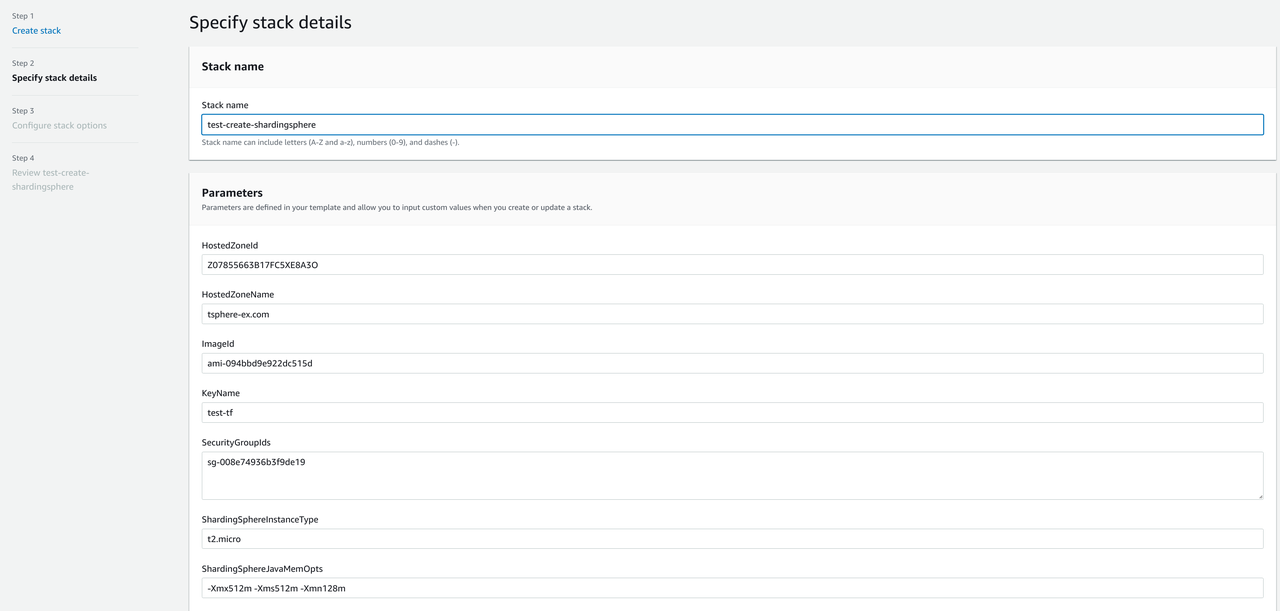 Step 1
Create stack
Step 2
Specify stack details
Step 3
Configure stack options
Step 4
Review test-create-
shardingsphere
Specify stack details
Stack name
Stack name
test-create-shardingsphere
Stack name can include letters (A-Z and a-z), numbers (0-9), and dashes (-).
Parameters
Parameters are defined in your template and allow you to input custom values when you create or update a stack.
HostedZoneId
Z07855663B17FC5XE8A3O
HostedZoneName
tsphere-ex.com
ImageId
ami-094bbd9e922dc515d
KeyName
test-tf
SecurityGroupIds
sg-008e74936b3f9de19
ShardingSphereInstanceType
t2.micro
ShardingSphereJavaMemOpts
-Xmx512m -Xms512m -Xmn128m